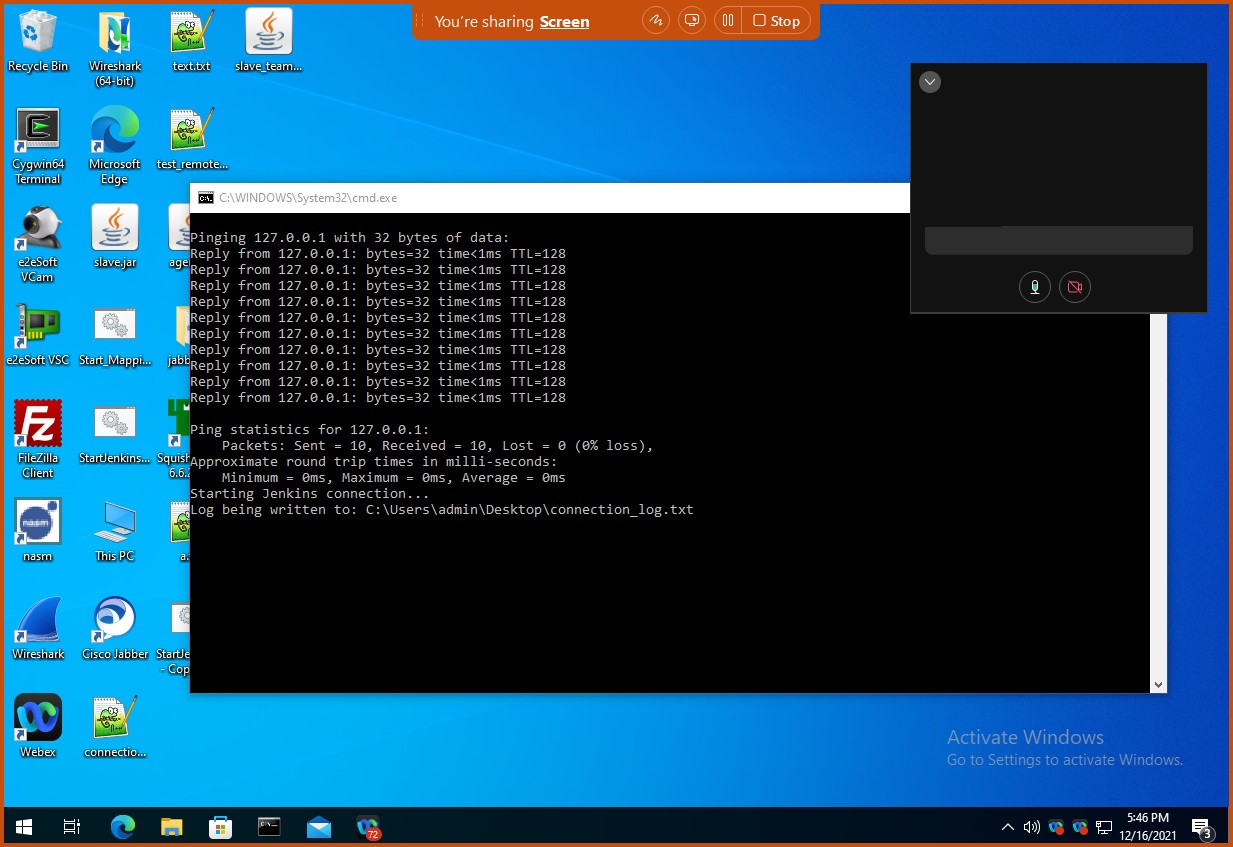 You're sharing Screen
Stop
Recycle Bin
Wireshark
(64-bit)
text.txt
slave_team...
Cygwin64
Terminal
Microsoft
Edge
test_remote...
C:\WINDOWS\System32\cmd.exe
Pinging 127.0.0.1 with 32 bytes of data:
Reply from 127.0.0.1: bytes=32 time<1ms TTL=128
Reply from 127.0.0.1: bytes=32 time<1ms TTL=128
Reply from 127.0.0.1: bytes=32 time<1ms TTL=128
Reply from 127.0.0.1: bytes=32 time<1ms TTL=128
Reply from 127.0.0.1: bytes=32 time<1ms TTL=128
Reply from 127.0.0.1: bytes=32 time<1ms TTL=128
Reply from 127.0.0.1: bytes=32 time<1ms TTL=128
Reply from 127.0.0.1: bytes=32 time<1ms TTL=128
Reply from 127.0.0.1: bytes=32 time<1ms TTL=128
Reply from 127.0.0.1: bytes=32 time<1ms TTL=128
Ping statistics for 127.0.0.1:
Packets: Sent = 10, Received = 10, Lost = 0 (0% loss),
Approximate round trip times in milli-seconds:
Minimum = 0ms, Maximum = 0ms, Average = 0ms
Starting Jenkins connection...
Log being written to: C:\Users\admin\Desktop\connection_log.txt
e2eSoft
VCam
slave.jar
age
e2eSoft VSC
Start_Mappi...
jabb
FZ
FileZilla
Client
StartJenkins...
Squish
6.6.2
nasm
nasm
This PC
a.
Wireshark
Cisco Jabber
StartJe
- Cop
Webex
connectio...
Activate Windows
Go to Settings to activate Windows.
72
5:46 PM
12/16/2021
3